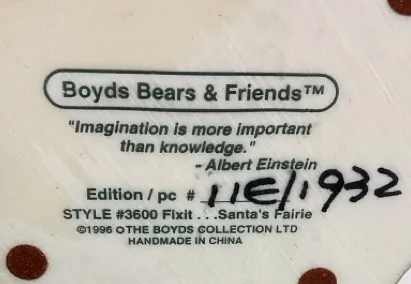 Boyds Bears & Friends™
"Imagination is more important
than knowledge."
- Albert Einstein
Edition / pc # 11E/1932
STYLE #3600 Fixit . . .Santa's Fairie
©1996 THE BOYDS COLLECTION LTD
HANDMADE IN CHINA